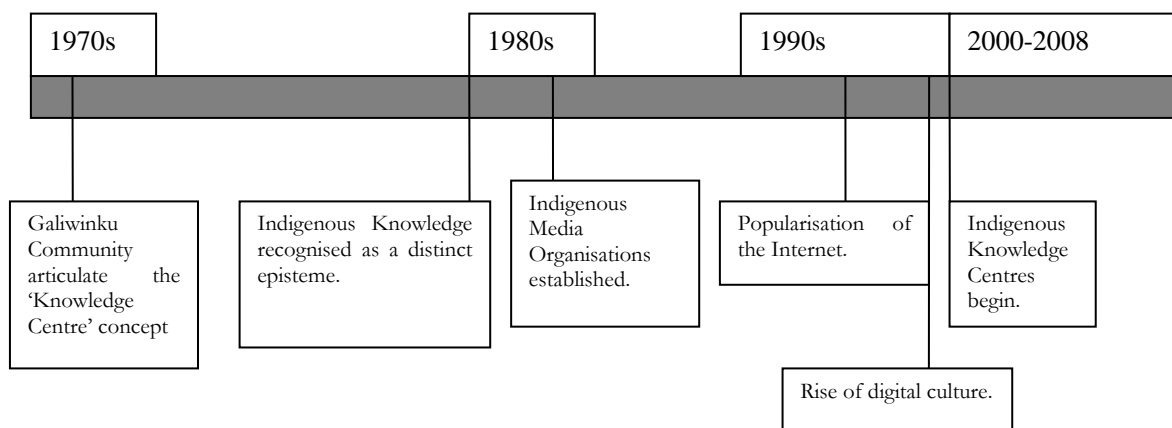 1970s
1980s
1990s
2000-2008
Galiwinku
Community
articulate the
‘Knowledge
Centre’ concept
Indigenous Knowledge
recognised as a distinct
episteme.
Indigenous
Media
Organisations
established.
Popularisation of
the Internet.
Indigenous
Knowledge
Centres
begin.
Rise of digital culture.